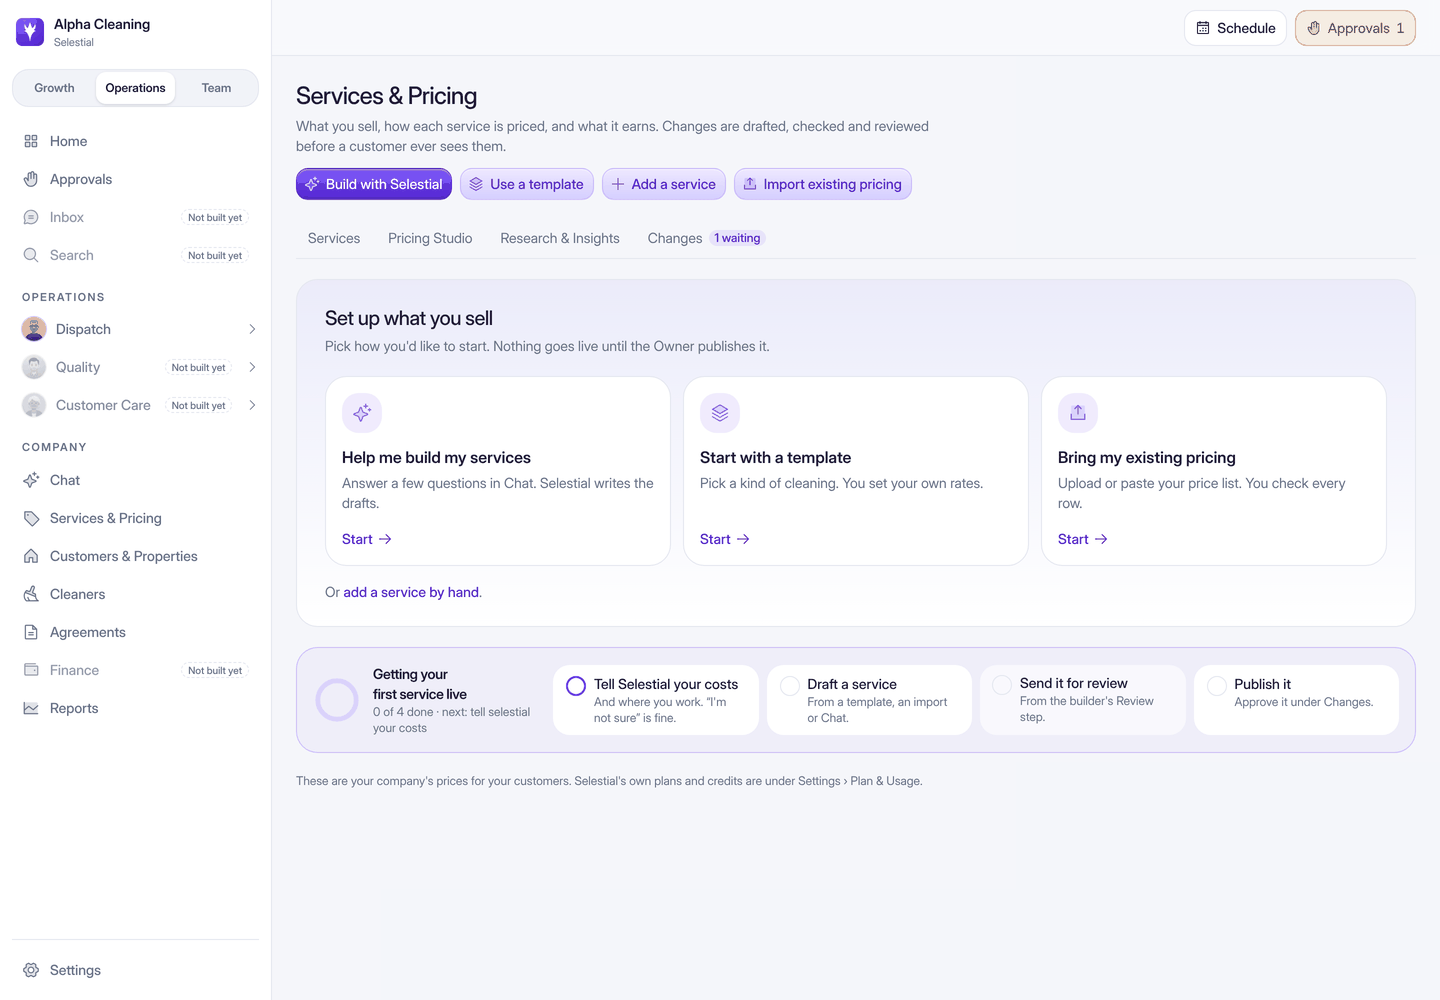 Alpha Cleaning
Selestial
Growth
Operations
Team
Home
Approvals
Inbox
Not built yet
Search
Not built yet
OPERATIONS
Dispatch
Quality
Not built yet
Customer Care
Not built yet
COMPANY
Chat
Services & Pricing
Customers & Properties
Cleaners
Agreements
Finance
Not built yet
Reports
Settings
Schedule
Approvals 1
Services & Pricing
What you sell, how each service is priced, and what it earns. Changes are drafted, checked and reviewed
before a customer ever sees them.
Build with Selestial
Use a template
Add a service
Import existing pricing
Services
Pricing Studio
Research & Insights
Changes
1 waiting
Set up what you sell
Pick how you'd like to start. Nothing goes live until the Owner publishes it.
Help me build my services
Answer a few questions in Chat. Selestial writes the
drafts.
Start
Start with a template
Pick a kind of cleaning. You set your own rates.
Start
Bring my existing pricing
Upload or paste your price list. You check every
row.
Start
Or add a service by hand.
Getting your
first service live
0 of 4 done · next: tell selestial
your costs
Tell Selestial your costs
And where you work. “I'm
not sure” is fine.
Draft a service
From a template, an import
or Chat.
Send it for review
From the builder's Review
step.
Publish it
Approve it under Changes.
These are your company's prices for your customers. Selestial's own plans and credits are under Settings › Plan & Usage.